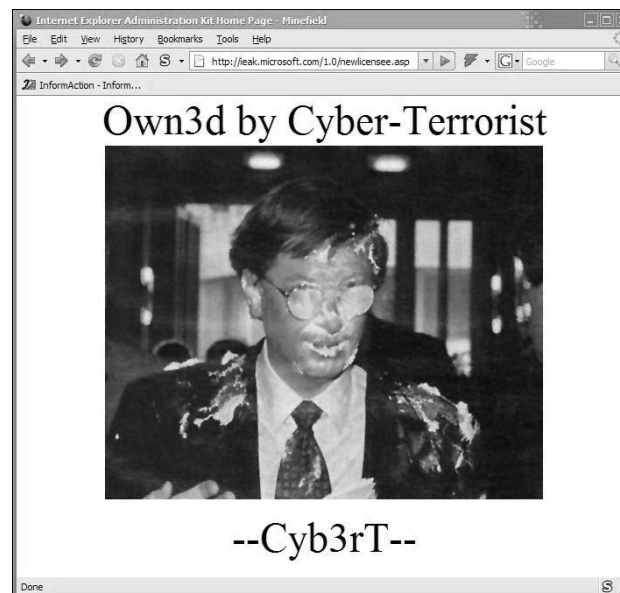 Internet Explorer Administration Kit Home Page - Minefield
File Edit View History Bookmarks Tools Help
http://ieak.microsoft.com/1.0/newlicensee.asp
Google
InformAction - Inform...
Own3d by Cyber-Terrorist
--Cyb3rT--
Done